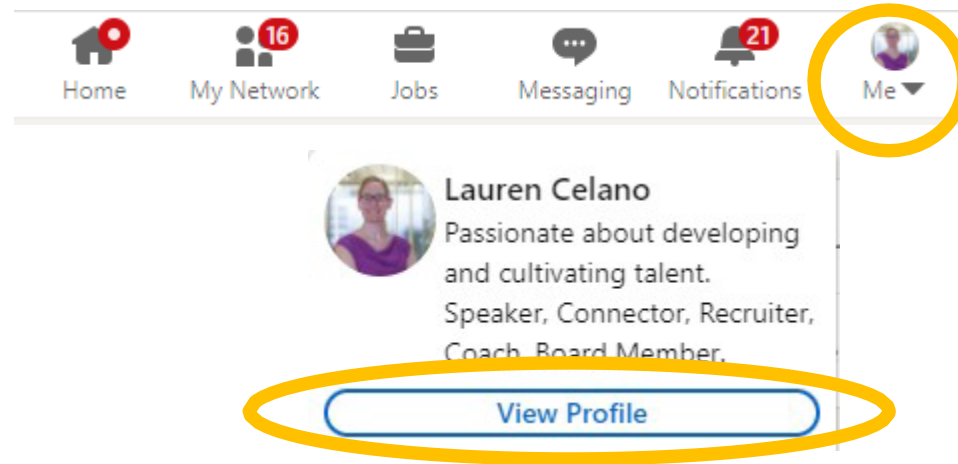 16 21
Home My Network Jobs Messaging Notifications Me
Lauren Celano
Passionate about developing
and cultivating talent.
Speaker, Connector, Recruiter,
Coach, Board Member.
View Profile